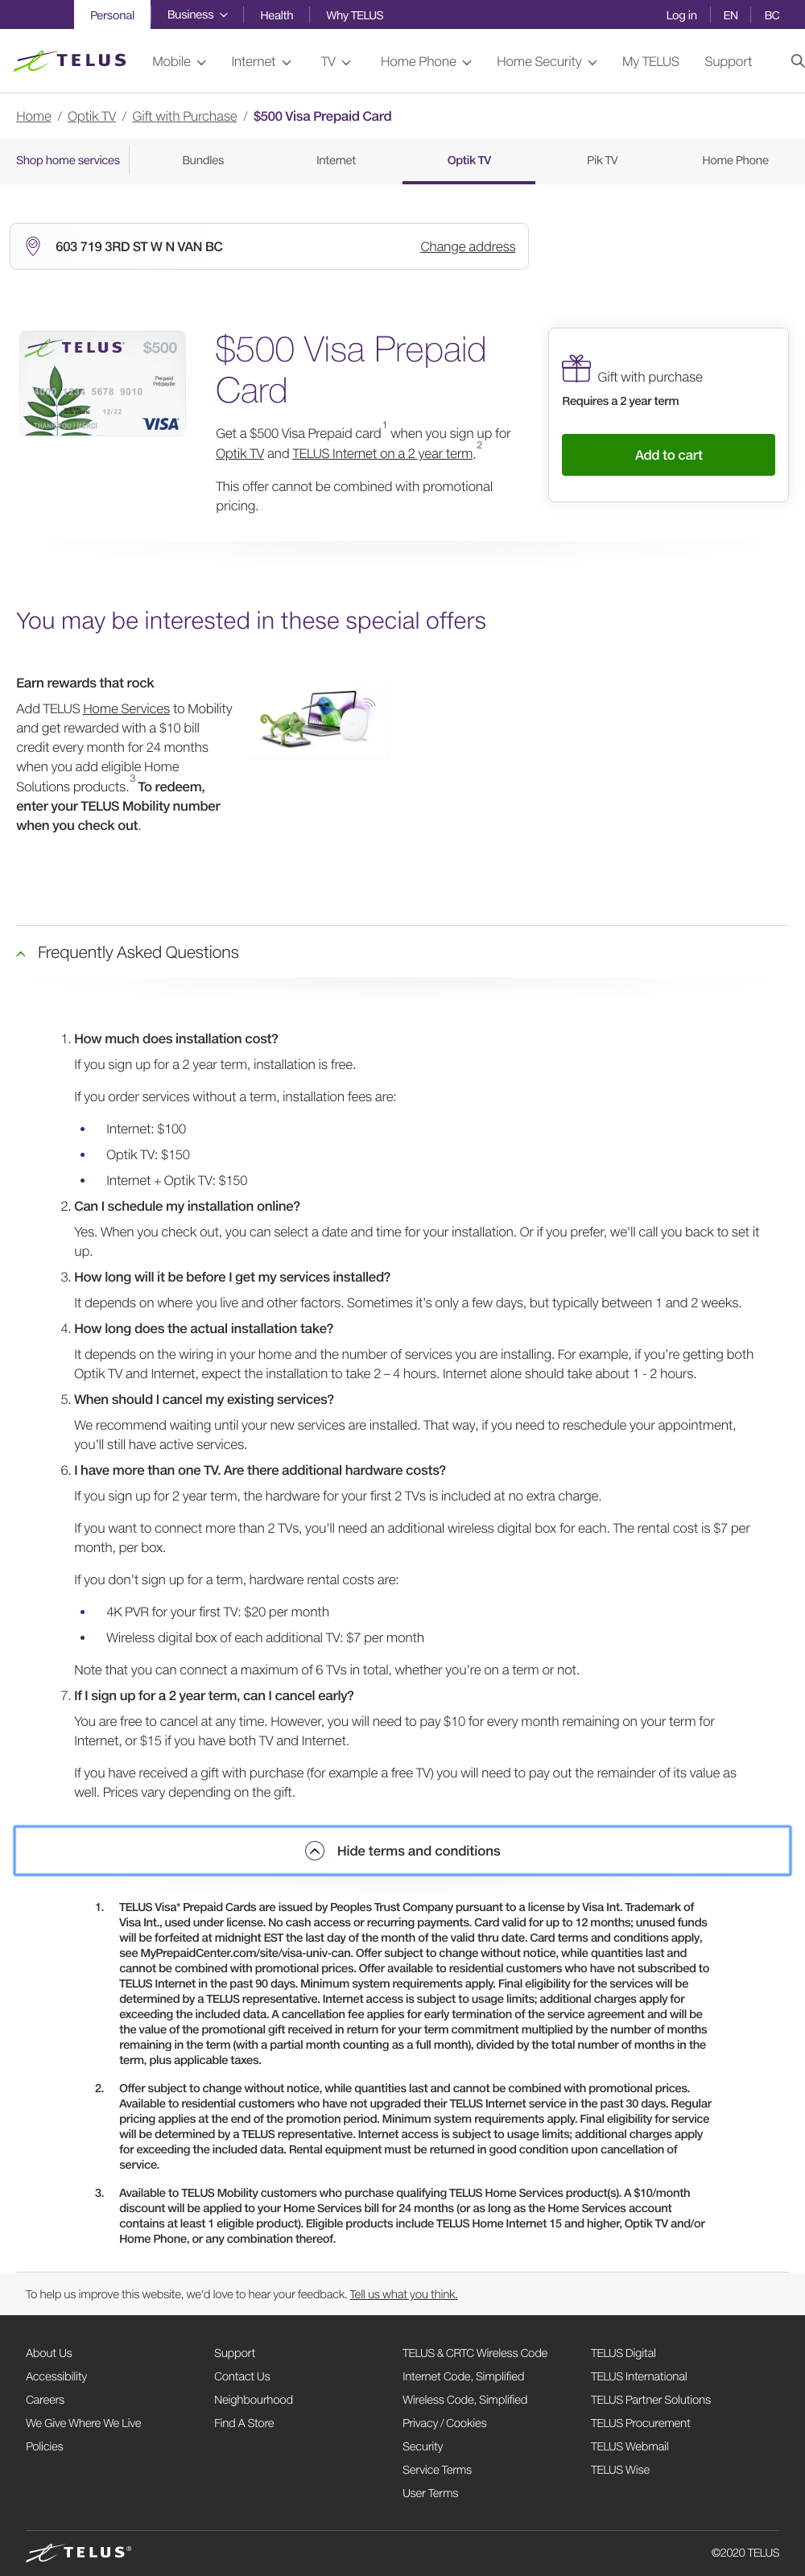 Personal Business Health Why TELUS Log in EN BC
TELUS Mobile Internet TV Home Phone Home Security My TELUS Support
Home / Optik TV / Gift with Purchase / $500 Visa Prepaid Card
Shop home services Bundles Internet Optik TV Pik TV Home Phone
603 719 3RD ST W N VAN BC Change address
TELUS® $500
Prepaid
Prépayée
1234 5678 9010
12/22
THANK YOU / MERCI
VISA
$500 Visa Prepaid
Card
Get a $500 Visa Prepaid card1 when you sign up for
Optik TV and TELUS Internet on a 2 year term.2
This offer cannot be combined with promotional
pricing.
Gift with purchase
Requires a 2 year term
Add to cart
You may be interested in these special offers
Earn rewards that rock
Add TELUS Home Services to Mobility
and get rewarded with a $10 bill
credit every month for 24 months
when you add eligible Home
Solutions products.3 To redeem,
enter your TELUS Mobility number
when you check out.
Frequently Asked Questions
1. How much does installation cost?
If you sign up for a 2 year term, installation is free.
If you order services without a term, installation fees are:
• Internet: $100
• Optik TV: $150
• Internet + Optik TV: $150
2. Can I schedule my installation online?
Yes. When you check out, you can select a date and time for your installation. Or if you prefer, we'll call you back to set it
up.
3. How long will it be before I get my services installed?
It depends on where you live and other factors. Sometimes it's only a few days, but typically between 1 and 2 weeks.
4. How long does the actual installation take?
It depends on the wiring in your home and the number of services you are installing. For example, if you're getting both
Optik TV and Internet, expect the installation to take 2 – 4 hours. Internet alone should take about 1 - 2 hours.
5. When should I cancel my existing services?
We recommend waiting until your new services are installed. That way, if you need to reschedule your appointment,
you'll still have active services.
6. I have more than one TV. Are there additional hardware costs?
If you sign up for 2 year term, the hardware for your first 2 TVs is included at no extra charge.
If you want to connect more than 2 TVs, you'll need an additional wireless digital box for each. The rental cost is $7 per
month, per box.
If you don't sign up for a term, hardware rental costs are:
• 4K PVR for your first TV: $20 per month
• Wireless digital box of each additional TV: $7 per month
Note that you can connect a maximum of 6 TVs in total, whether you're on a term or not.
7. If I sign up for a 2 year term, can I cancel early?
You are free to cancel at any time. However, you will need to pay $10 for every month remaining on your term for
Internet, or $15 if you have both TV and Internet.
If you have received a gift with purchase (for example a free TV) you will need to pay out the remainder of its value as
well. Prices vary depending on the gift.
Hide terms and conditions
1. TELUS Visa* Prepaid Cards are issued by Peoples Trust Company pursuant to a license by Visa Int. Trademark of
Visa Int., used under license. No cash access or recurring payments. Card valid for up to 12 months; unused funds
will be forfeited at midnight EST the last day of the month of the valid thru date. Card terms and conditions apply,
see MyPrepaidCenter.com/site/visa-univ-can. Offer subject to change without notice, while quantities last and
cannot be combined with promotional prices. Offer available to residential customers who have not subscribed to
TELUS Internet in the past 90 days. Minimum system requirements apply. Final eligibility for the services will be
determined by a TELUS representative. Internet access is subject to usage limits; additional charges apply for
exceeding the included data. A cancellation fee applies for early termination of the service agreement and will be
the value of the promotional gift received in return for your term commitment multiplied by the number of months
remaining in the term (with a partial month counting as a full month), divided by the total number of months in the
term, plus applicable taxes.
2. Offer subject to change without notice, while quantities last and cannot be combined with promotional prices.
Available to residential customers who have not upgraded their TELUS Internet service in the past 30 days. Regular
pricing applies at the end of the promotion period. Minimum system requirements apply. Final eligibility for service
will be determined by a TELUS representative. Internet access is subject to usage limits; additional charges apply
for exceeding the included data. Rental equipment must be returned in good condition upon cancellation of
service.
3. Available to TELUS Mobility customers who purchase qualifying TELUS Home Services product(s). A $10/month
discount will be applied to your Home Services bill for 24 months (or as long as the Home Services account
contains at least 1 eligible product). Eligible products include TELUS Home Internet 15 and higher, Optik TV and/or
Home Phone, or any combination thereof.
To help us improve this website, we'd love to hear your feedback. Tell us what you think.
About Us Support TELUS & CRTC Wireless Code TELUS Digital
Accessibility Contact Us Internet Code, Simplified TELUS International
Careers Neighbourhood Wireless Code, Simplified TELUS Partner Solutions
We Give Where We Live Find A Store Privacy / Cookies TELUS Procurement
Policies Security TELUS Webmail
Service Terms TELUS Wise
User Terms
TELUS® ©2020 TELUS